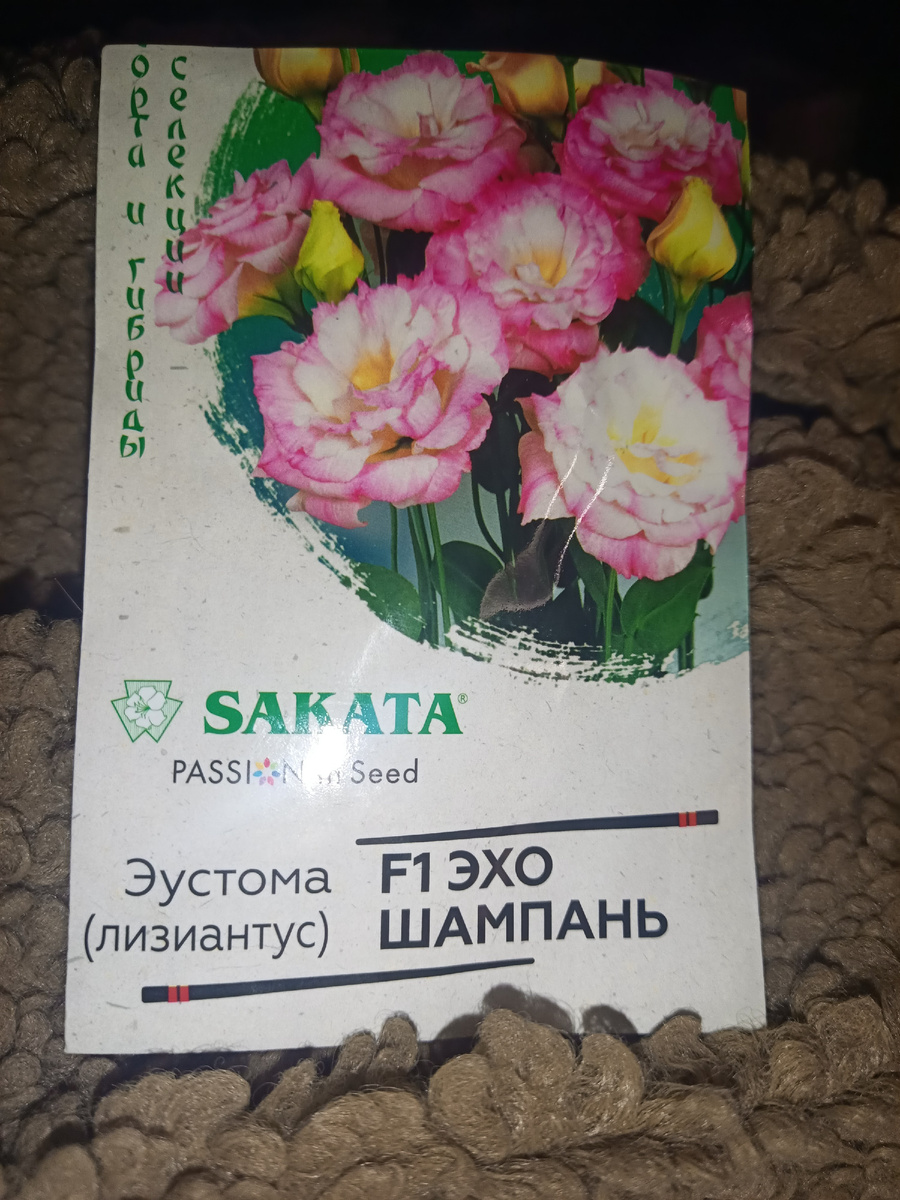 орта и гибриды
селекции
SAKATA®
PASSION in Seed
Эустома
(лизиантус)
F1 ЭХО
ШАМПАНЬ